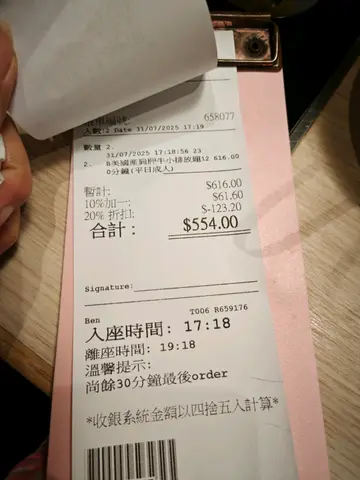 658077
人數:2 Date 31/07/2025 17:19
數量 2.
31/07/2025 17:18:56 23
2. B美國產肩胛牛小排放題12 616.00
0分鐘(平日成人)
暫計: $616.00
10%加一: $61.60
20% 折扣: $-123.20
合計: $554.00
Signature:
Ben T006 R659176
入座時間: 17:18
離座時間: 19:18
溫馨提示:
尚餘30分鐘最後order
*收銀系統金額以四捨五入計算*